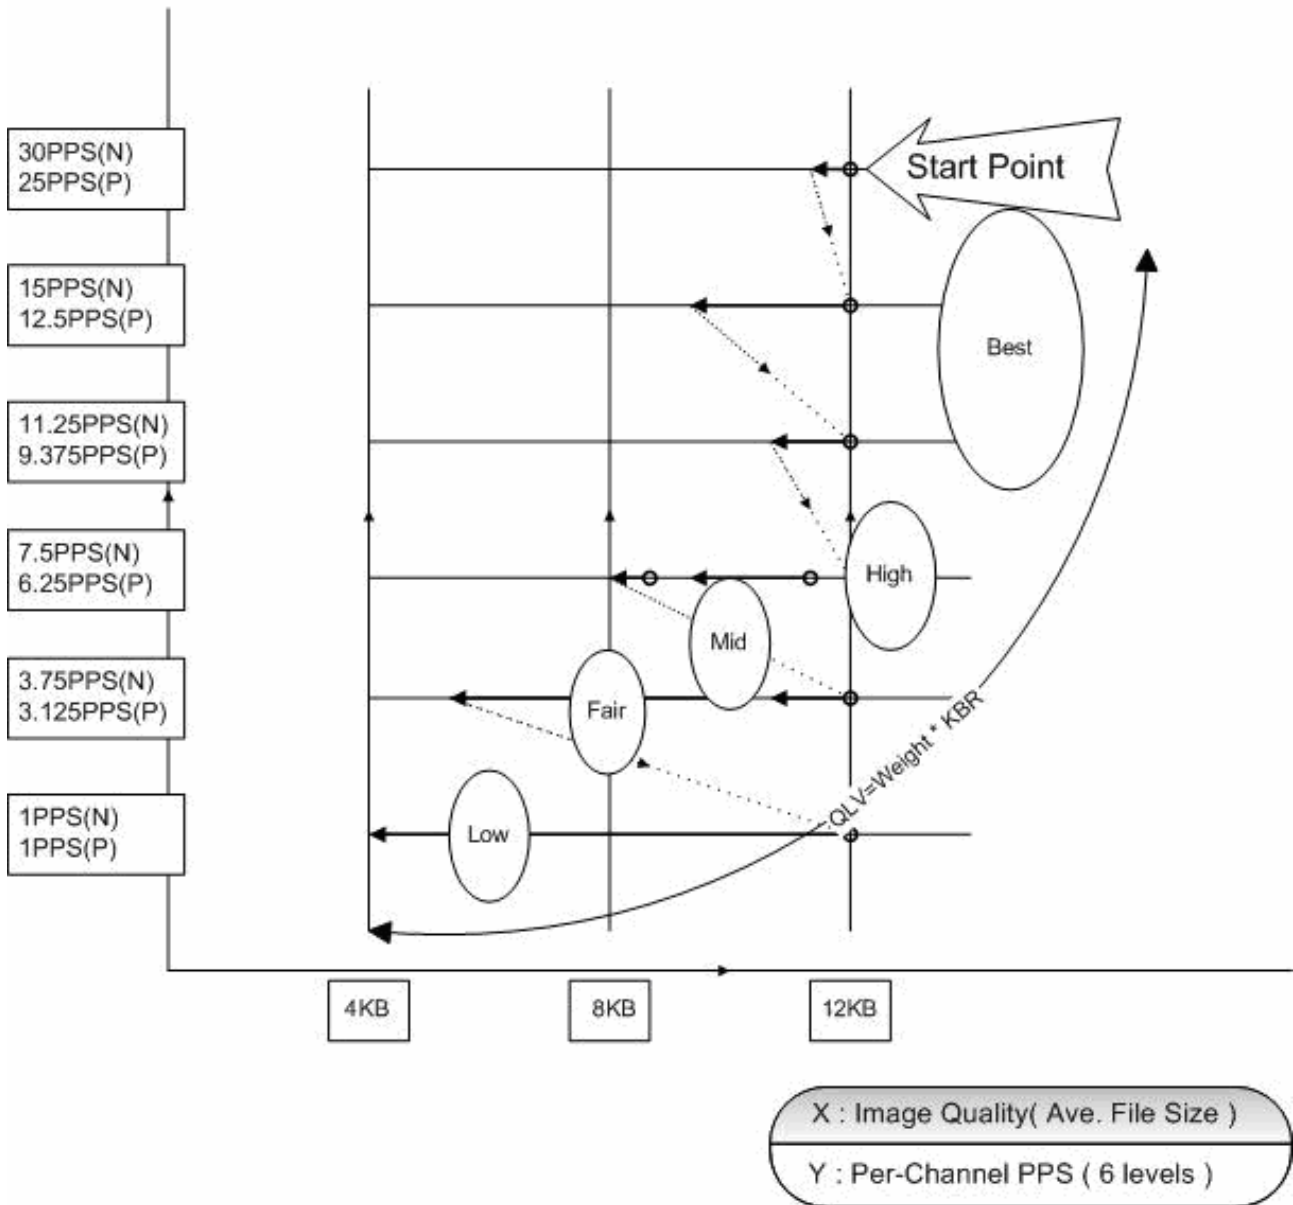 30PPS(N)
25PPS(P)
Start Point
15PPS(N)
12.5PPS(P)
Best
11.25PPS(N)
9.375PPS(P)
7.5PPS(N)
6.25PPS(P)
High
Mid
3.75PPS(N)
3.125PPS(P)
Fair
QLV=Weight * KBR
1PPS(N)
1PPS(P)
Low
4KB
8KB
12KB
X : Image Quality( Ave. File Size )
Y : Per-Channel PPS ( 6 levels )